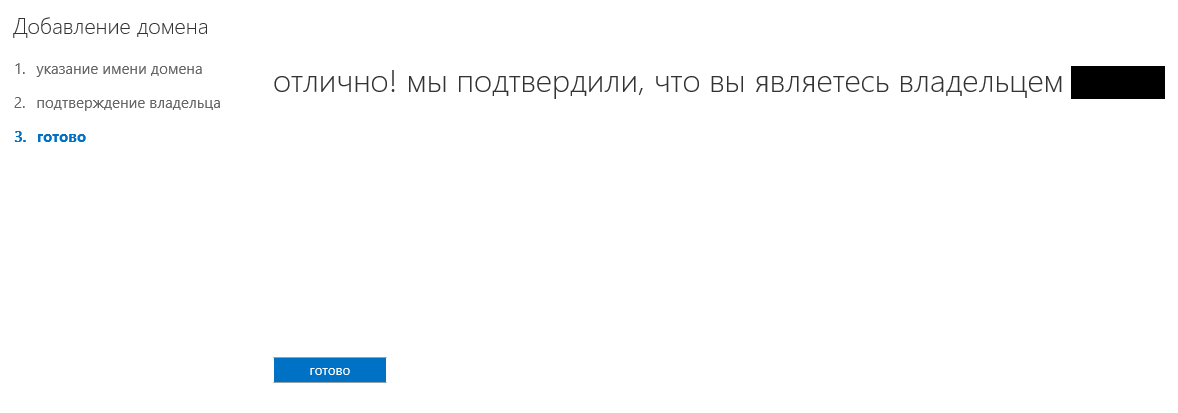 Добавление домена
1. указание имени домена
2. подтверждение владельца
3. готово
отлично! мы подтвердили, что вы являетесь владельцем
готово